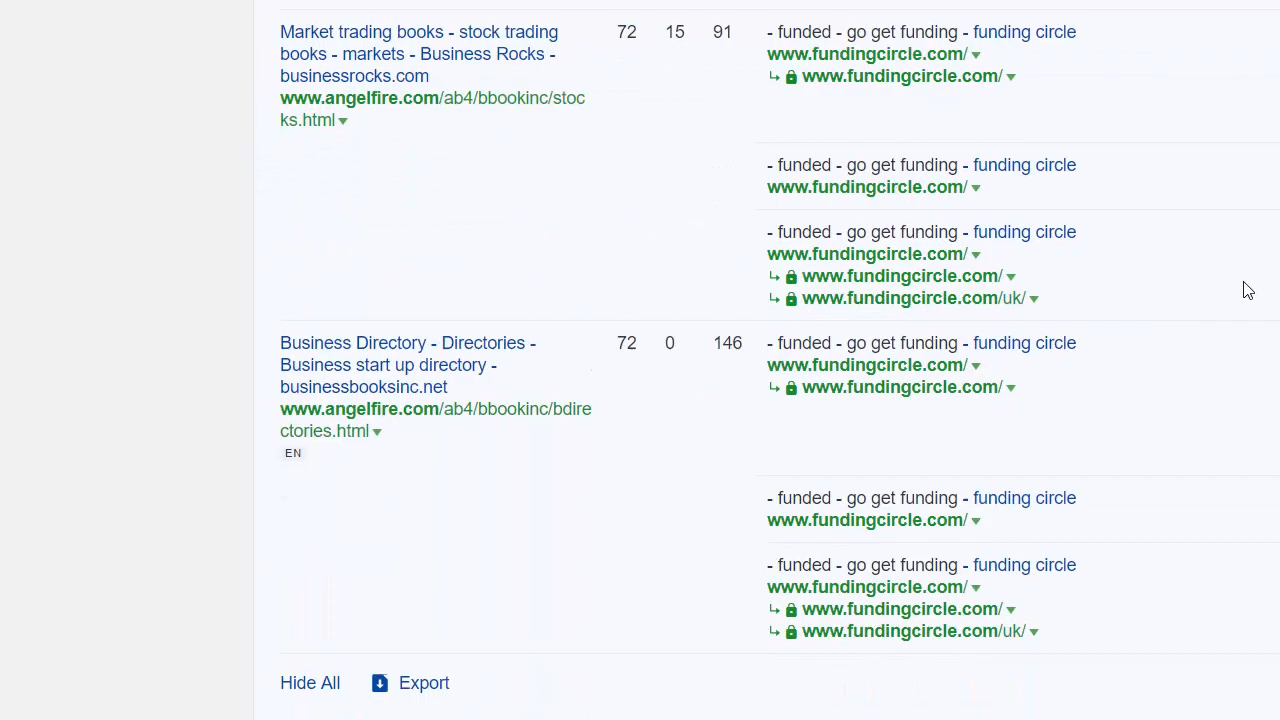 Market trading books - stock trading
books - markets - Business Rocks -
businessrocks.com
www.angelfire.com/ab4/bbookinc/stoc
ks.html
72 15 91
- funded - go get funding - funding circle
www.fundingcircle.com/
www.fundingcircle.com/
- funded - go get funding - funding circle
www.fundingcircle.com/
- funded - go get funding - funding circle
www.fundingcircle.com/
www.fundingcircle.com/
www.fundingcircle.com/uk/
Business Directory - Directories -
Business start up directory -
businessbooksinc.net
www.angelfire.com/ab4/bbookinc/bdire
ctories.html
EN
72 0 146
- funded - go get funding - funding circle
www.fundingcircle.com/
www.fundingcircle.com/
- funded - go get funding - funding circle
www.fundingcircle.com/
- funded - go get funding - funding circle
www.fundingcircle.com/
www.fundingcircle.com/
www.fundingcircle.com/uk/
Hide All Export